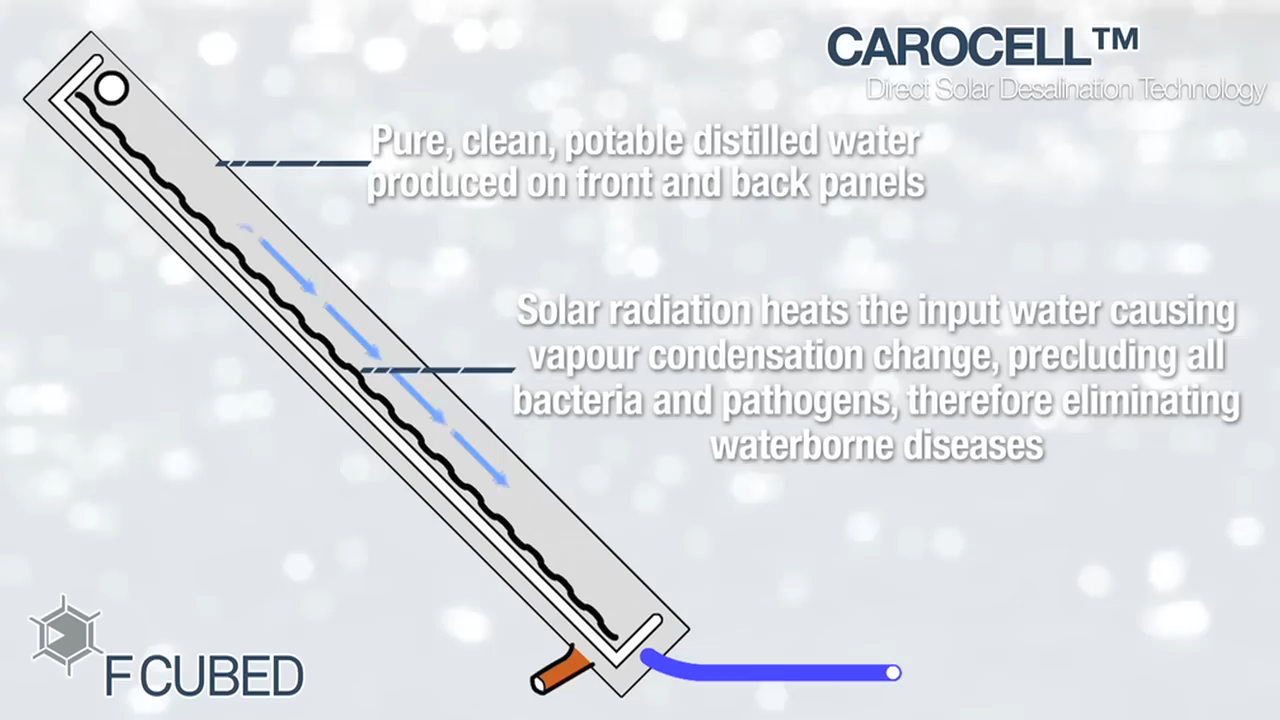 CAROCELL™
Direct Solar Desalination Technology
Pure, clean, potable distilled water
produced on front and back panels
Solar radiation heats the input water causing
vapour condensation change, precluding all
bacteria and pathogens, therefore eliminating
waterborne diseases
F CUBED